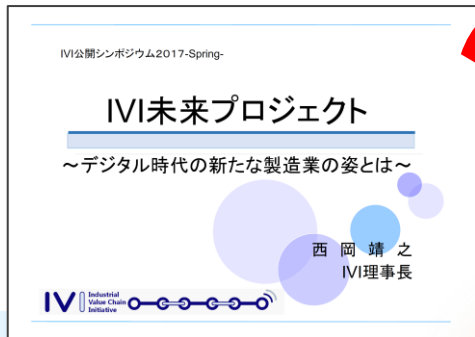 IVI公開シンポジウム2017-Spring-
IVI未来プロジェクト
～デジタル時代の新たな製造業の姿とは～
西岡靖之
IVI理事長
IVI Industrial
Value Chain
Initiative